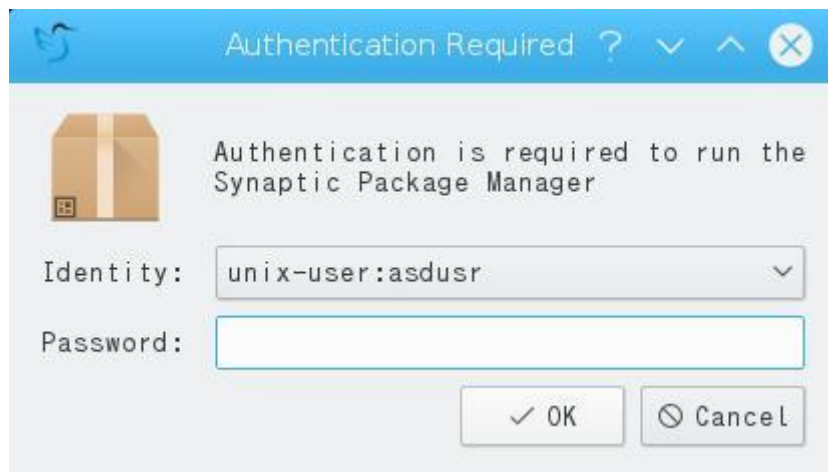 Authentication Required
Authentication is required to run the
Synaptic Package Manager
Identity: unix-user:asdusr
Password:
OK Cancel